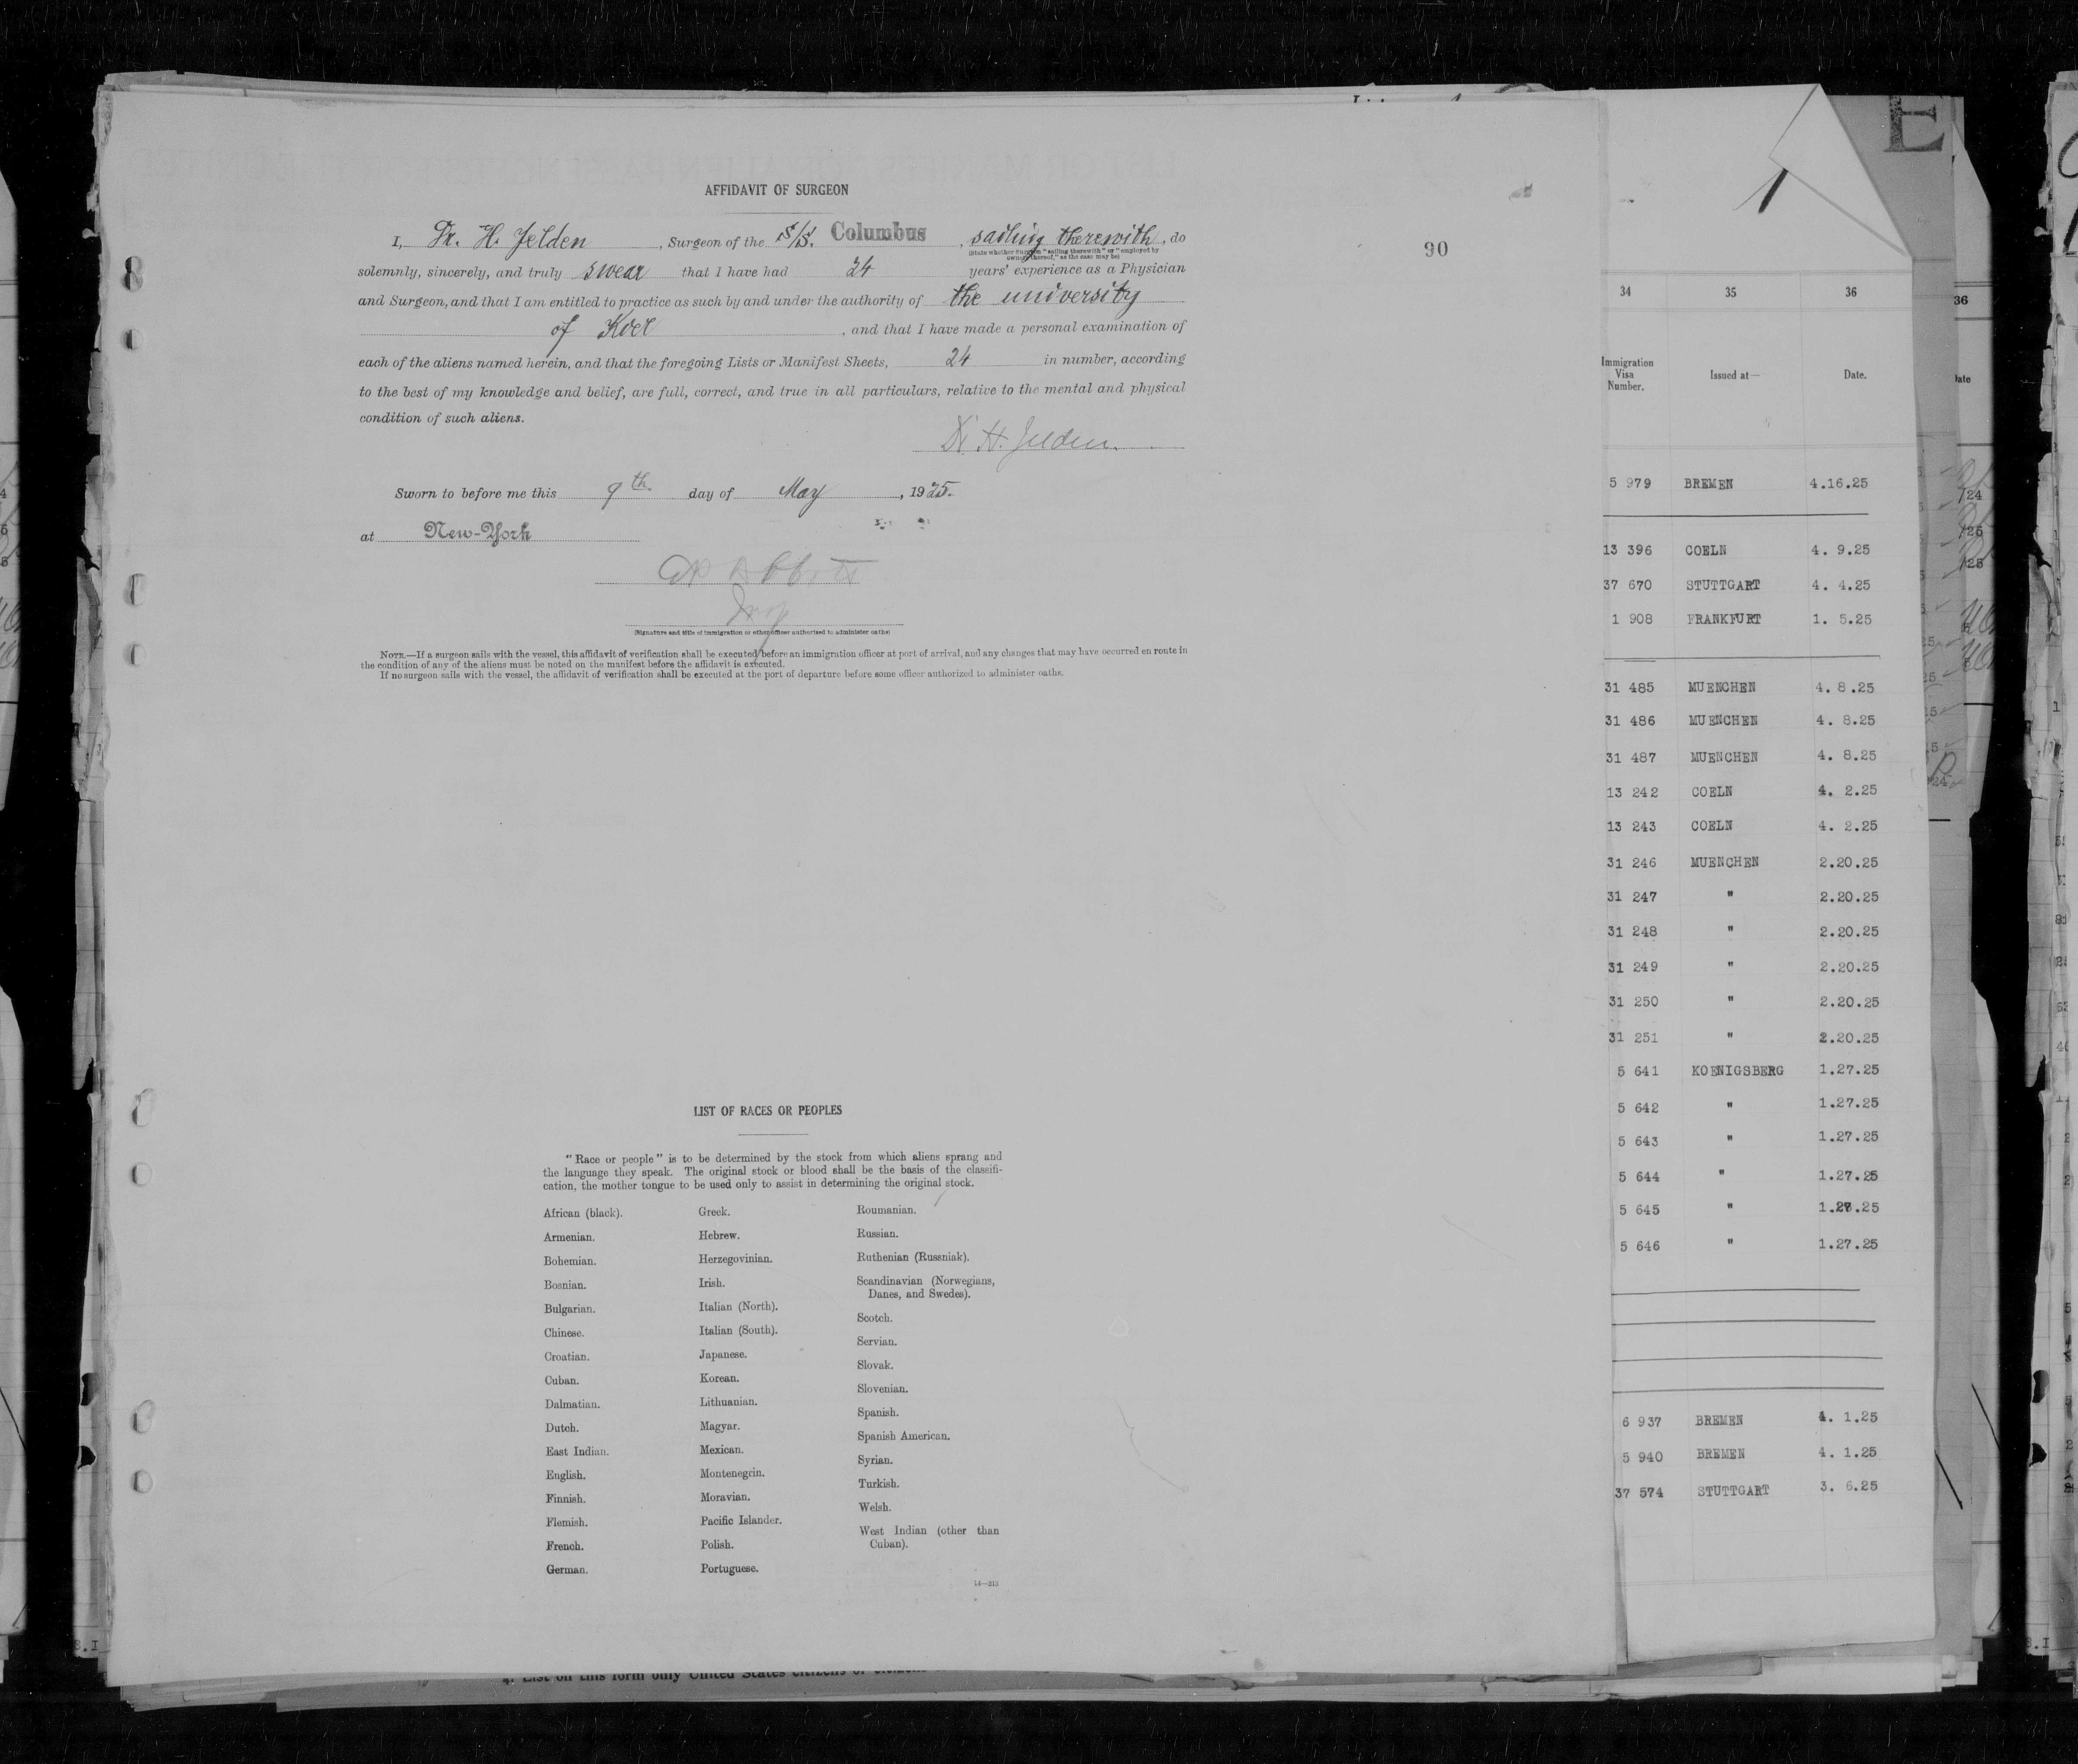 AFFIDAVIT OF SURGEON
I, Dr. H. Jelden, Surgeon of the S/S. Columbus, sailing therewith, do
(State whether Surgeon "sailing therewith" or "employed by
owner thereof," as the case may be)
solemnly, sincerely, and truly swear that I have had 24 years' experience as a Physician
and Surgeon, and that I am entitled to practice as such by and under the authority of the university
of, and that I have made a personal examination of
each of the aliens named herein, and that the foregoing Lists or Manifest Sheets, 24 in number, according
to the best of my knowledge and belief, are full, correct, and true in all particulars, relative to the mental and physical
condition of such aliens.
Dr. H. Jelden.
Sworn to before me this 9th day of May, 1925.
at New-York
(Signature and title of immigration or other officer authorized to administer oaths)
NOTE.—If a surgeon sails with the vessel, this affidavit of verification shall be executed before an immigration officer at port of arrival, and any changes that may have occurred en route in
the condition of any of the aliens must be noted on the manifest before the affidavit is executed.
If no surgeon sails with the vessel, the affidavit of verification shall be executed at the port of departure before some officer authorized to administer oaths.
90
LIST OF RACES OR PEOPLES
"Race or people" is to be determined by the stock from which aliens sprang and
the language they speak. The original stock or blood shall be the basis of the classifi-
cation, the mother tongue to be used only to assist in determining the original stock.
African (black).
Armenian.
Bohemian.
Bosnian.
Bulgarian.
Chinese.
Croatian.
Cuban.
Dalmatian.
Dutch.
East Indian.
English.
Finnish.
Flemish.
French.
German.
Greek.
Hebrew.
Herzegovinian.
Irish.
Italian (North).
Italian (South).
Japanese.
Korean.
Lithuanian.
Magyar.
Mexican.
Montenegrin.
Moravian.
Pacific Islander.
Polish.
Portuguese.
Roumanian.
Russian.
Ruthenian (Russniak).
Scandinavian (Norwegians,
Danes, and Swedes).
Scotch.
Servian.
Slovak.
Slovenian.
Spanish.
Spanish American.
Syrian.
Turkish.
Welsh.
West Indian (other than
Cuban).
14—213
34 35 36
Immigration
Visa
Number.
Issued at—
Date.
5 979 BREMEN 4.16.25
13 396 COELN 4. 9.25
37 670 STUTTGART 4. 4.25
1 908 FRANKFURT 1. 5.25
31 485 MUENCHEN 4. 8.25
31 486 MUENCHEN 4. 8.25
31 487 MUENCHEN 4. 8.25
13 242 COELN 4. 2.25
13 243 COELN 4. 2.25
31 246 MUENCHEN 2.20.25
31 247 " 2.20.25
31 248 " 2.20.25
31 249 " 2.20.25
31 250 " 2.20.25
31 251 " 2.20.25
5 641 KOENIGSBERG 1.27.25
5 642 " 1.27.25
5 643 " 1.27.25
5 644 " 1.27.25
5 645 " 1.27.25
5 646 " 1.27.25
6 937 BREMEN 4. 1.25
5 940 BREMEN 4. 1.25
37 574 STUTTGART 3. 6.25
E
36
4. List on this form only United States citizens or